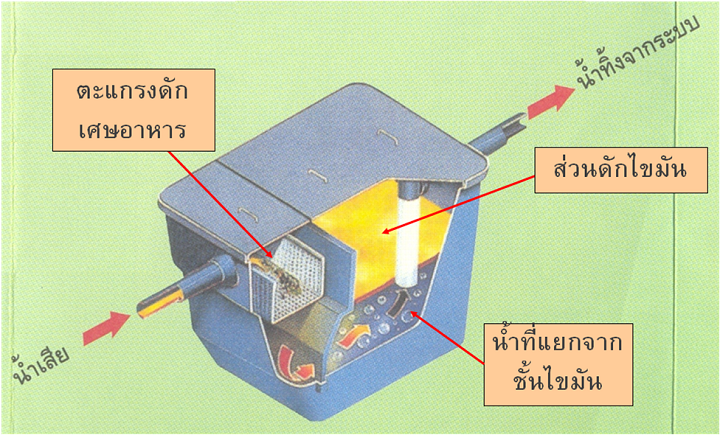 น้ำทิ้งจากระบบ
ตะแกรงดัก
เศษอาหาร
ส่วนดักไขมัน
น้ำที่แยกจาก
ชั้นไขมัน
น้ำเสีย